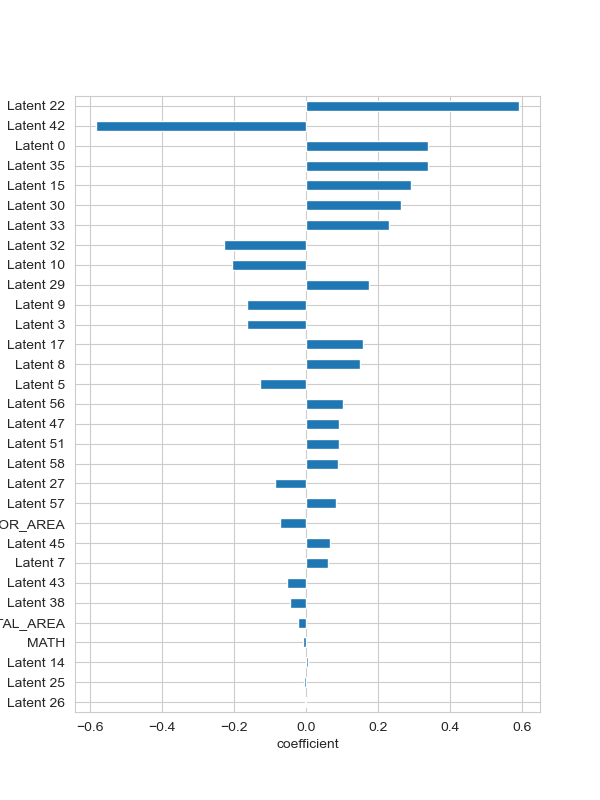 Latent 22
Latent 42
Latent 0
Latent 35
Latent 15
Latent 30
Latent 33
Latent 32
Latent 10
Latent 29
Latent 9
Latent 3
Latent 17
Latent 8
Latent 5
Latent 56
Latent 47
Latent 51
Latent 58
Latent 27
Latent 57
OR_AREA
Latent 45
Latent 7
Latent 43
Latent 38
TAL_AREA
MATH
Latent 14
Latent 25
Latent 26
−0.6 −0.4 −0.2 0.0 0.2 0.4 0.6
coefficient